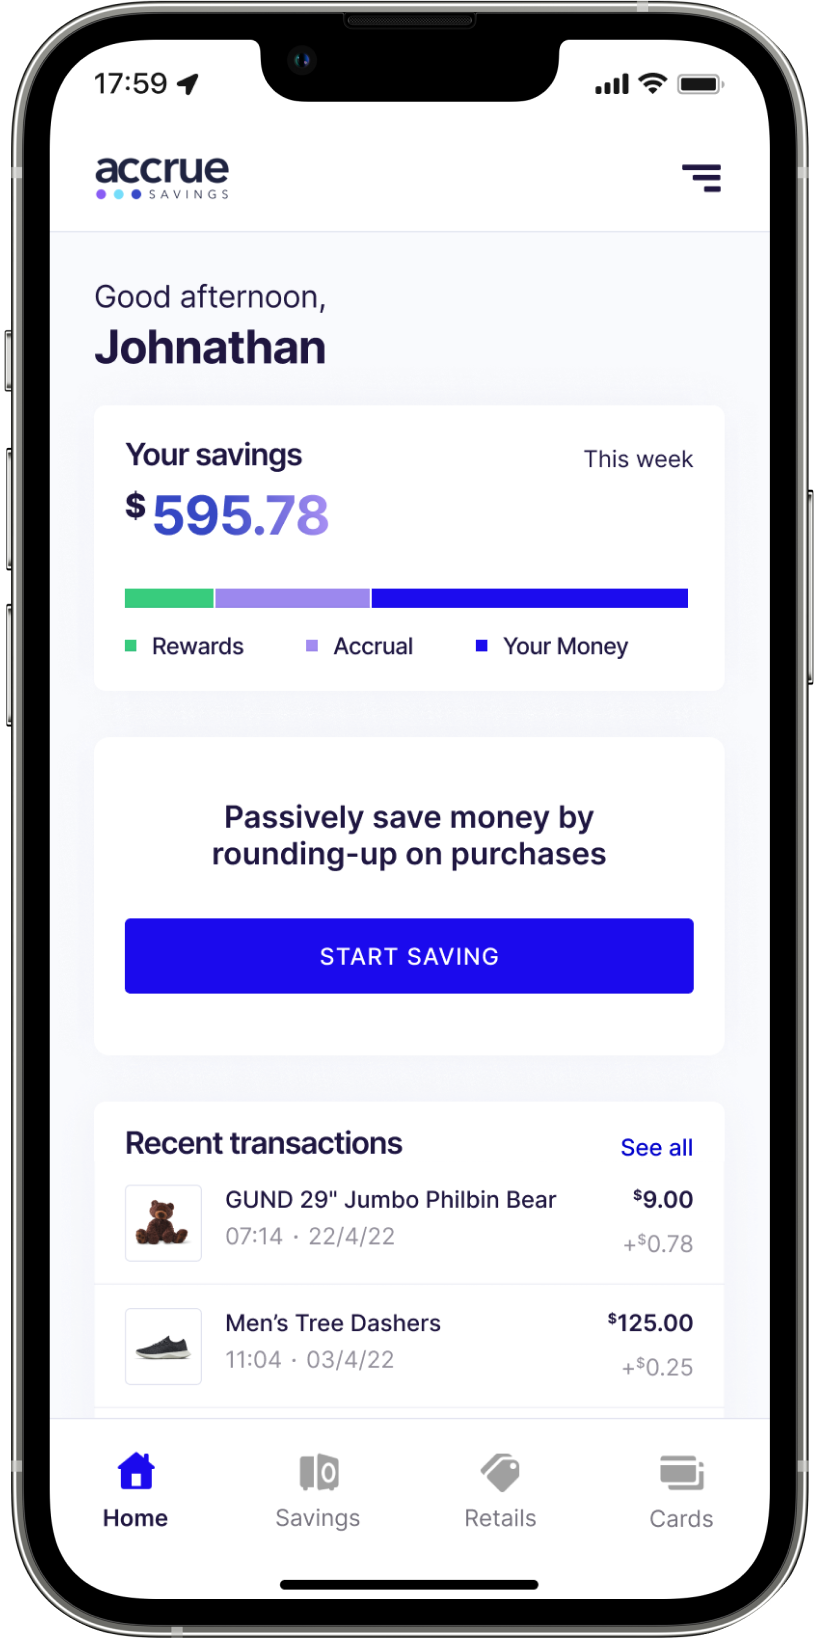 17:59
accrue
SAVINGS
Good afternoon,
Johnathan
Your savings
This week
$595.78
Rewards
Accrual
Your Money
Passively save money by
rounding-up on purchases
START SAVING
Recent transactions
See all
GUND 29" Jumbo Philbin Bear
$9.00
07:14 · 22/4/22
+$0.78
Men’s Tree Dashers
$125.00
11:04 · 03/4/22
+$0.25
Home
Savings
Retails
Cards